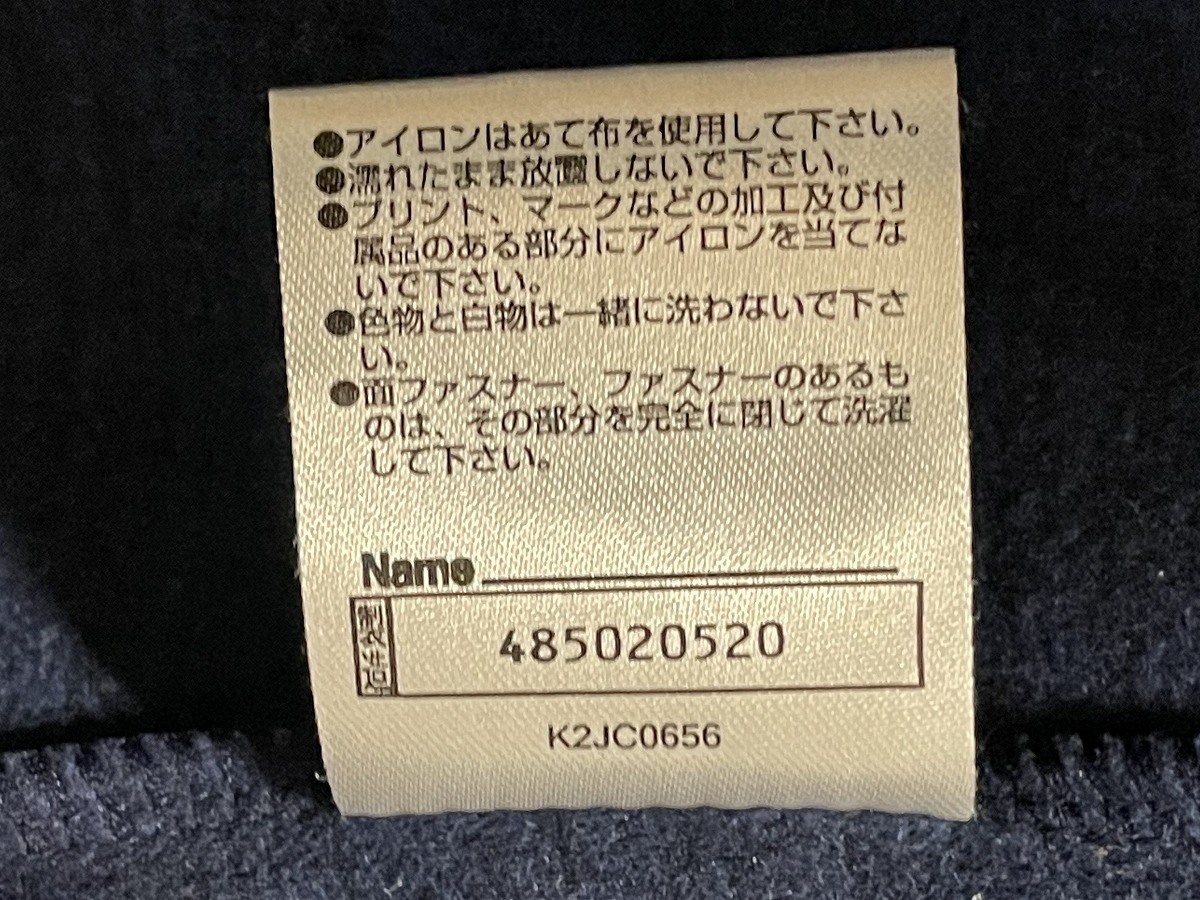 ●アイロンはあて布を使用して下さい。
●濡れたまま放置しないで下さい。
●プリント、マークなどの加工及び付
属品のある部分にアイロンを当てな
いで下さい。
●色物と白物は一緒に洗わないで下さ
い。
●面ファスナー、ファスナーのあるも
のは、その部分を完全に閉じて洗濯
して下さい。
Name
製造
485020520
K2JC0656